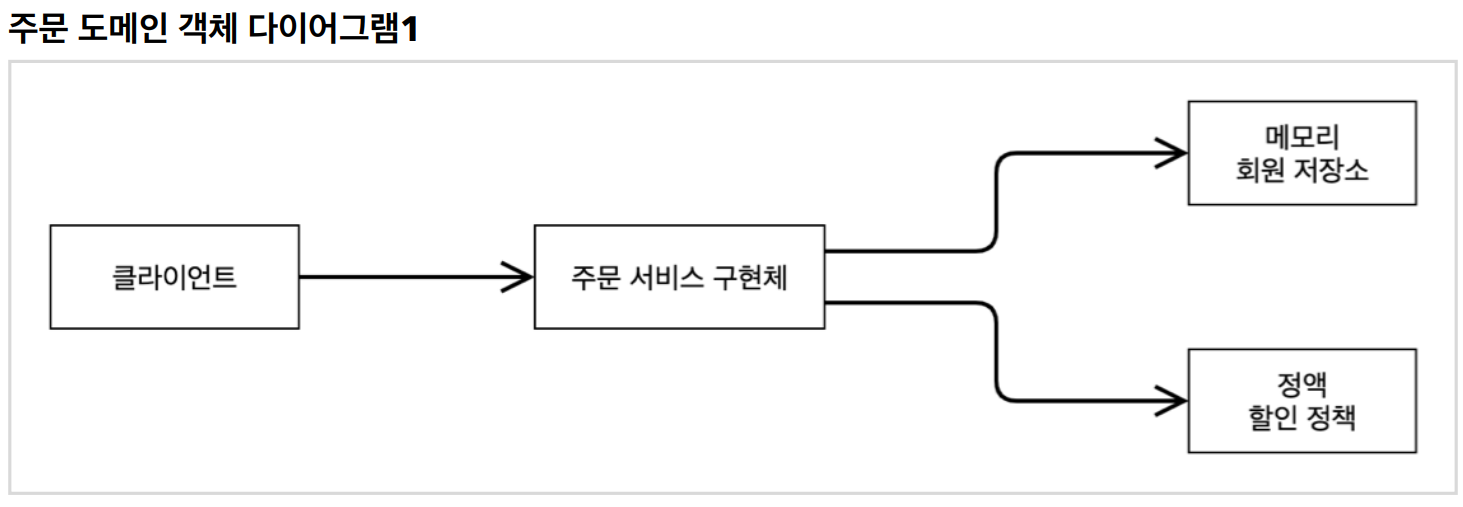 주문 도메인 객체 다이어그램1
클라이언트
주문 서비스 구현체
메모리
회원 저장소
정액
할인 정책